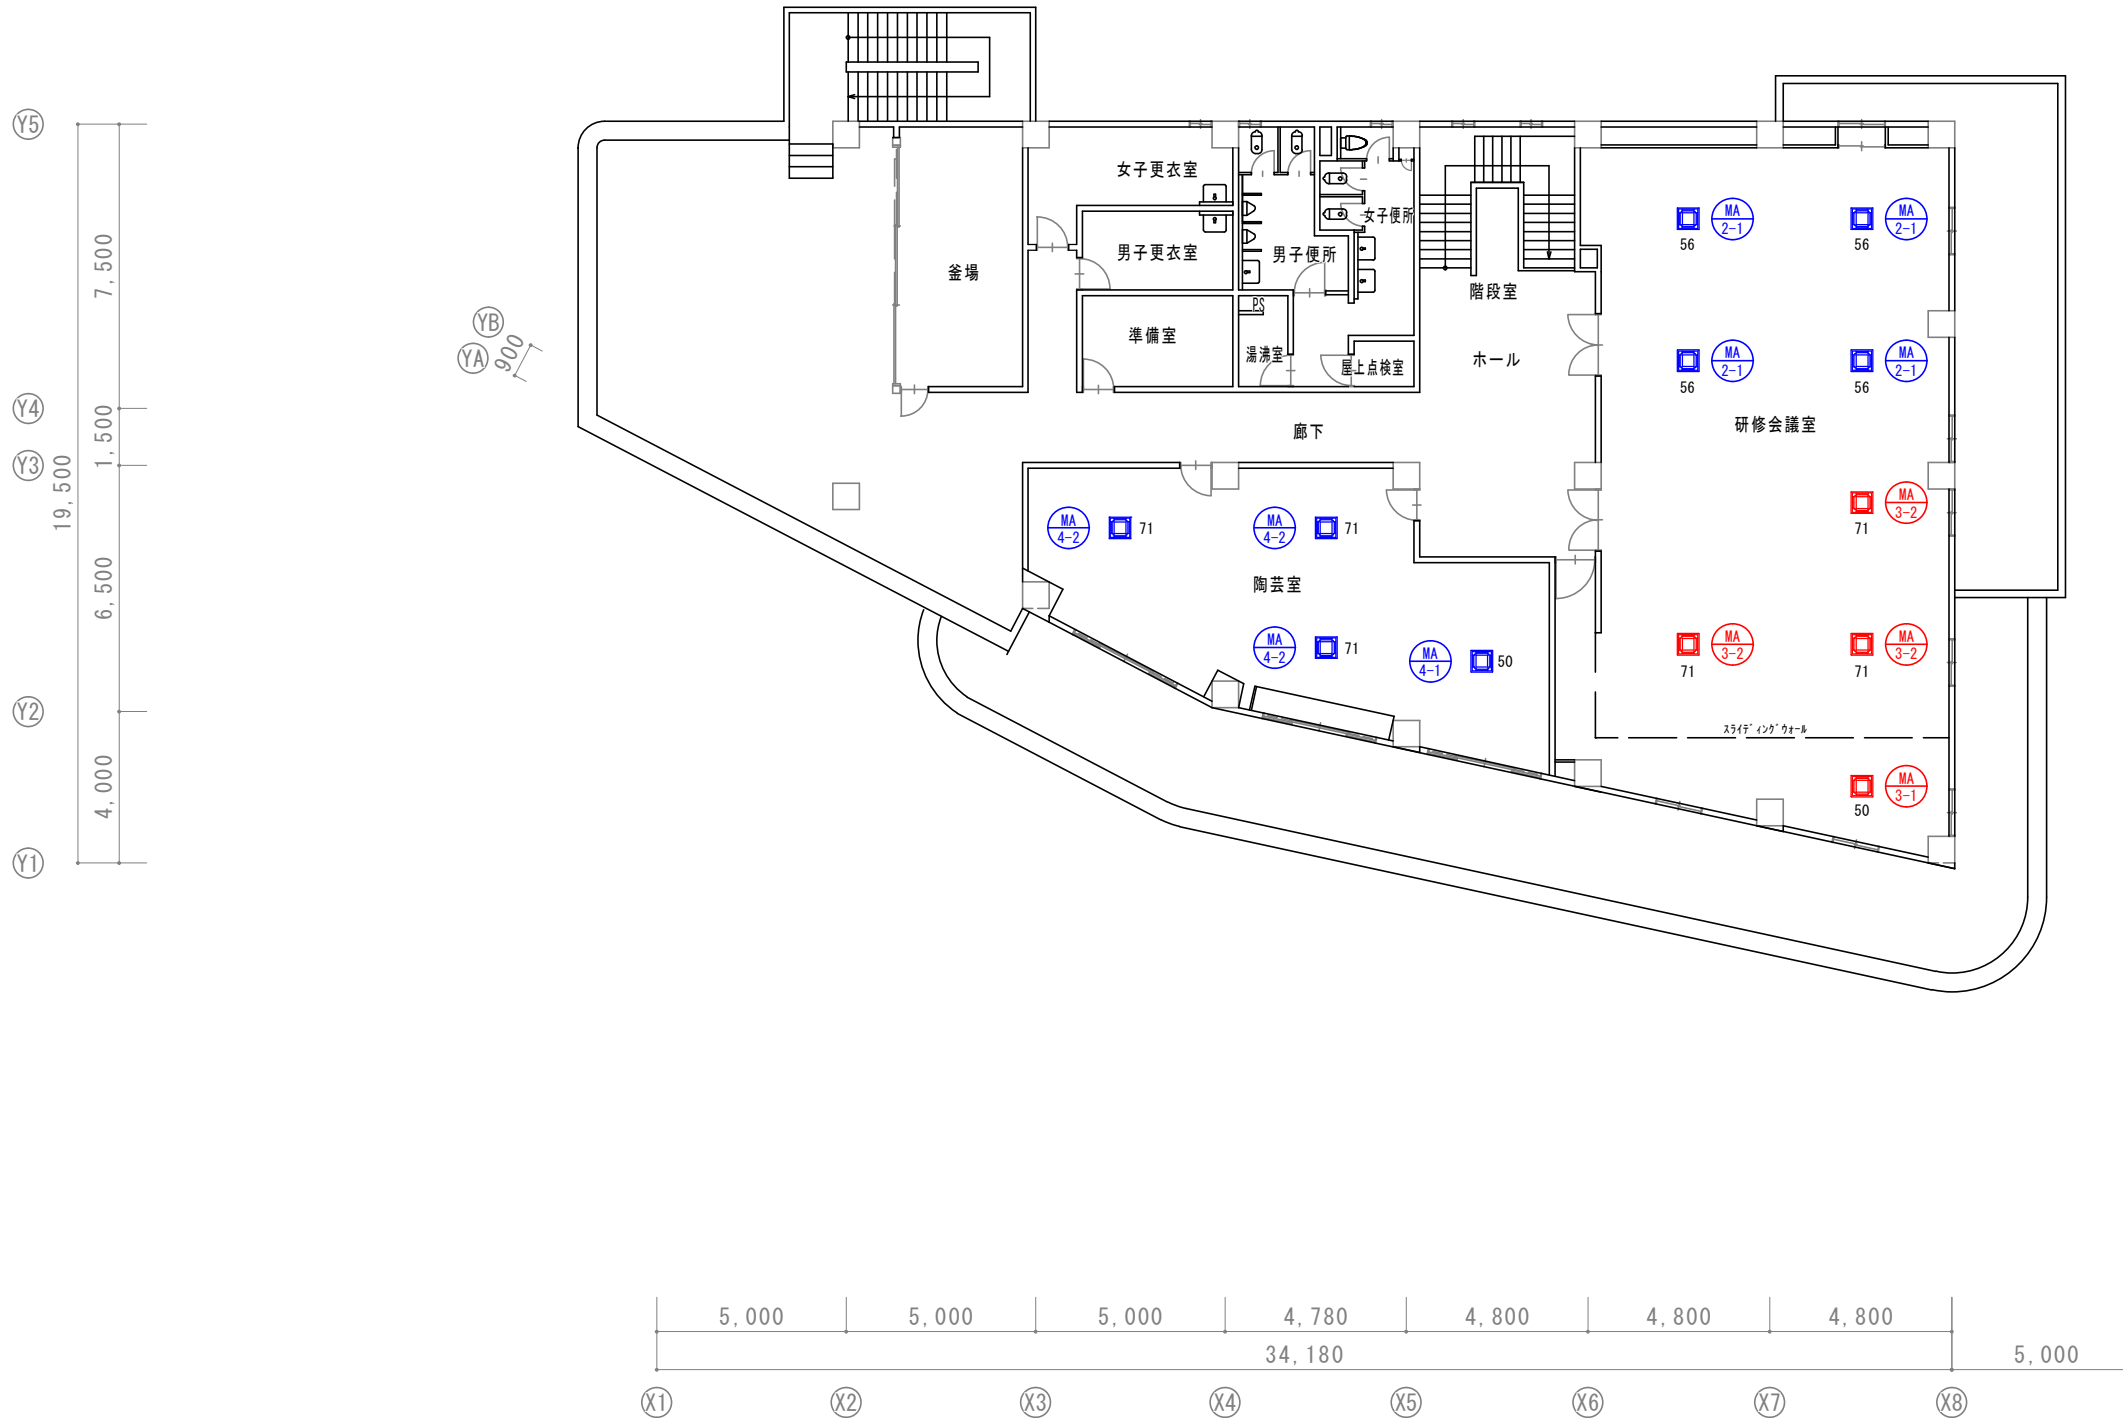 Y5
7,500
女子更衣室
女子便所
MA
2-1
56
MA
2-1
56
男子更衣室
男子便所
釜場
階段室
PS
YB
YA
900
準備室
湯沸室
屋上点検室
ホール
MA
2-1
56
MA
2-1
56
Y4
1,500
廊下
研修会議室
Y3
19,500
MA
4-2
71
MA
4-2
71
MA
3-2
71
陶芸室
6,500
MA
4-2
71
MA
4-1
50
MA
3-2
71
MA
3-2
71
Y2
スライディングウォール
4,000
MA
3-1
50
Y1
5,000
5,000
5,000
4,780
4,800
4,800
4,800
34,180
5,000
X1
X2
X3
X4
X5
X6
X7
X8